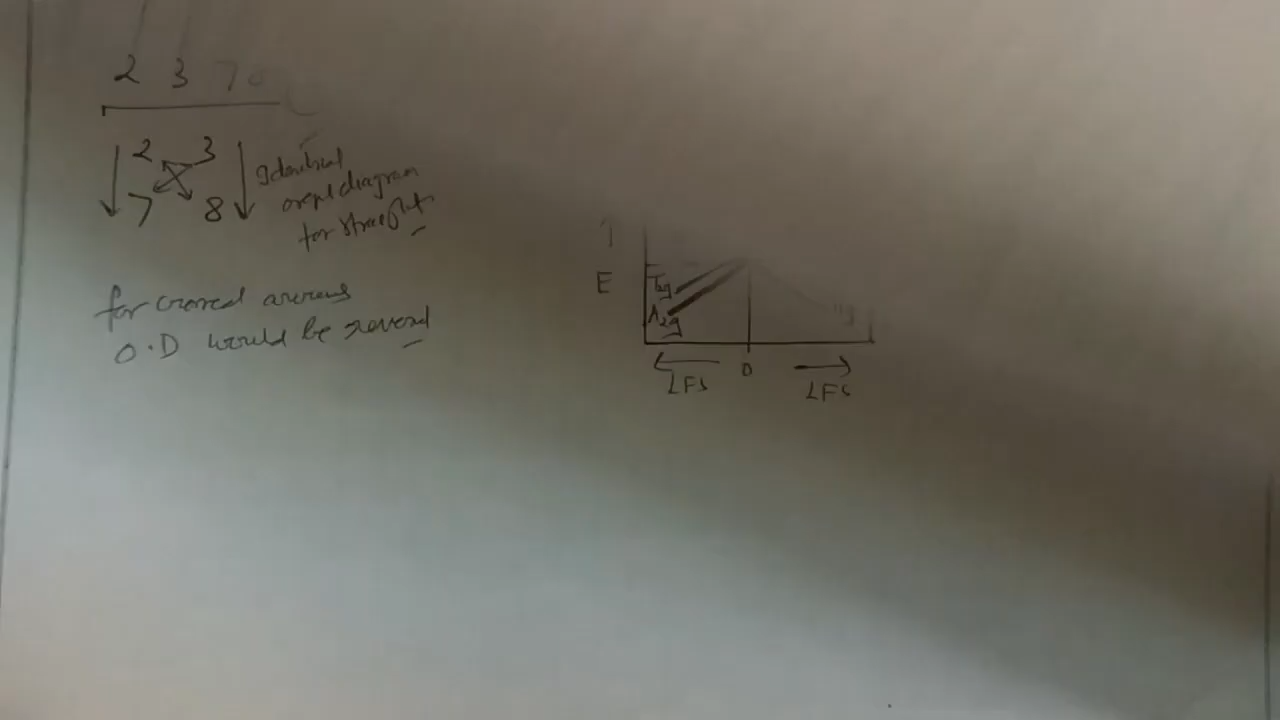 2 3 7
2 3
7 8
Identical
orgel diagram
for straight
for crossed arrows
O.D would be reversed
E
T1g
A2g
LFS
0
LFS